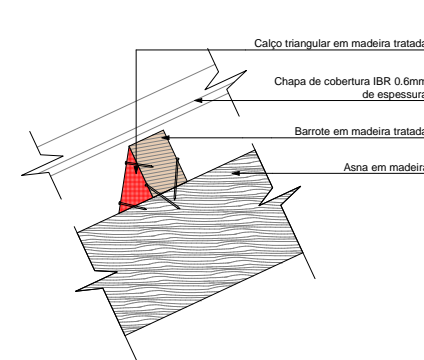 Calço triangular em madeira tratada
Chapa de cobertura IBR 0.6mm
de espessura
Barrote em madeira tratada
Asna em madeira